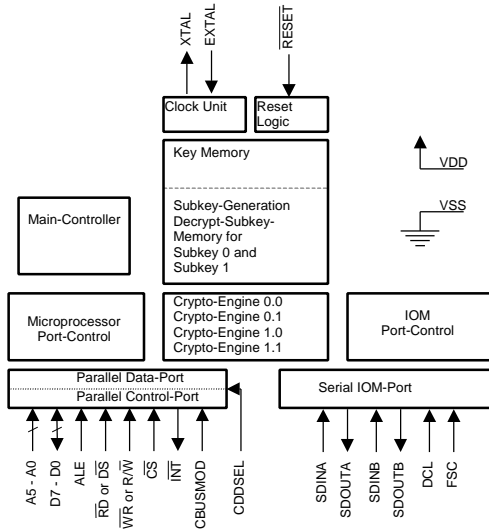 XTAL
EXTAL
RESET
Clock Unit
Reset
Logic
Key Memory
VDD
Main-Controller
Subkey-Generation
Decrypt-Subkey-
Memory for
Subkey 0 and
Subkey 1
VSS
Microprocessor
Port-Control
Crypto-Engine 0.0
Crypto-Engine 0.1
Crypto-Engine 1.0
Crypto-Engine 1.1
IOM
Port-Control
Parallel Data-Port
Parallel Control-Port
Serial IOM-Port
A5 - A0
D7 - D0
ALE
RD or DS
WR or R/W
CS
INT
CBUSMOD
CDDSEL
SDINA
SDOUTA
SDINB
SDOUTB
DCL
FSC